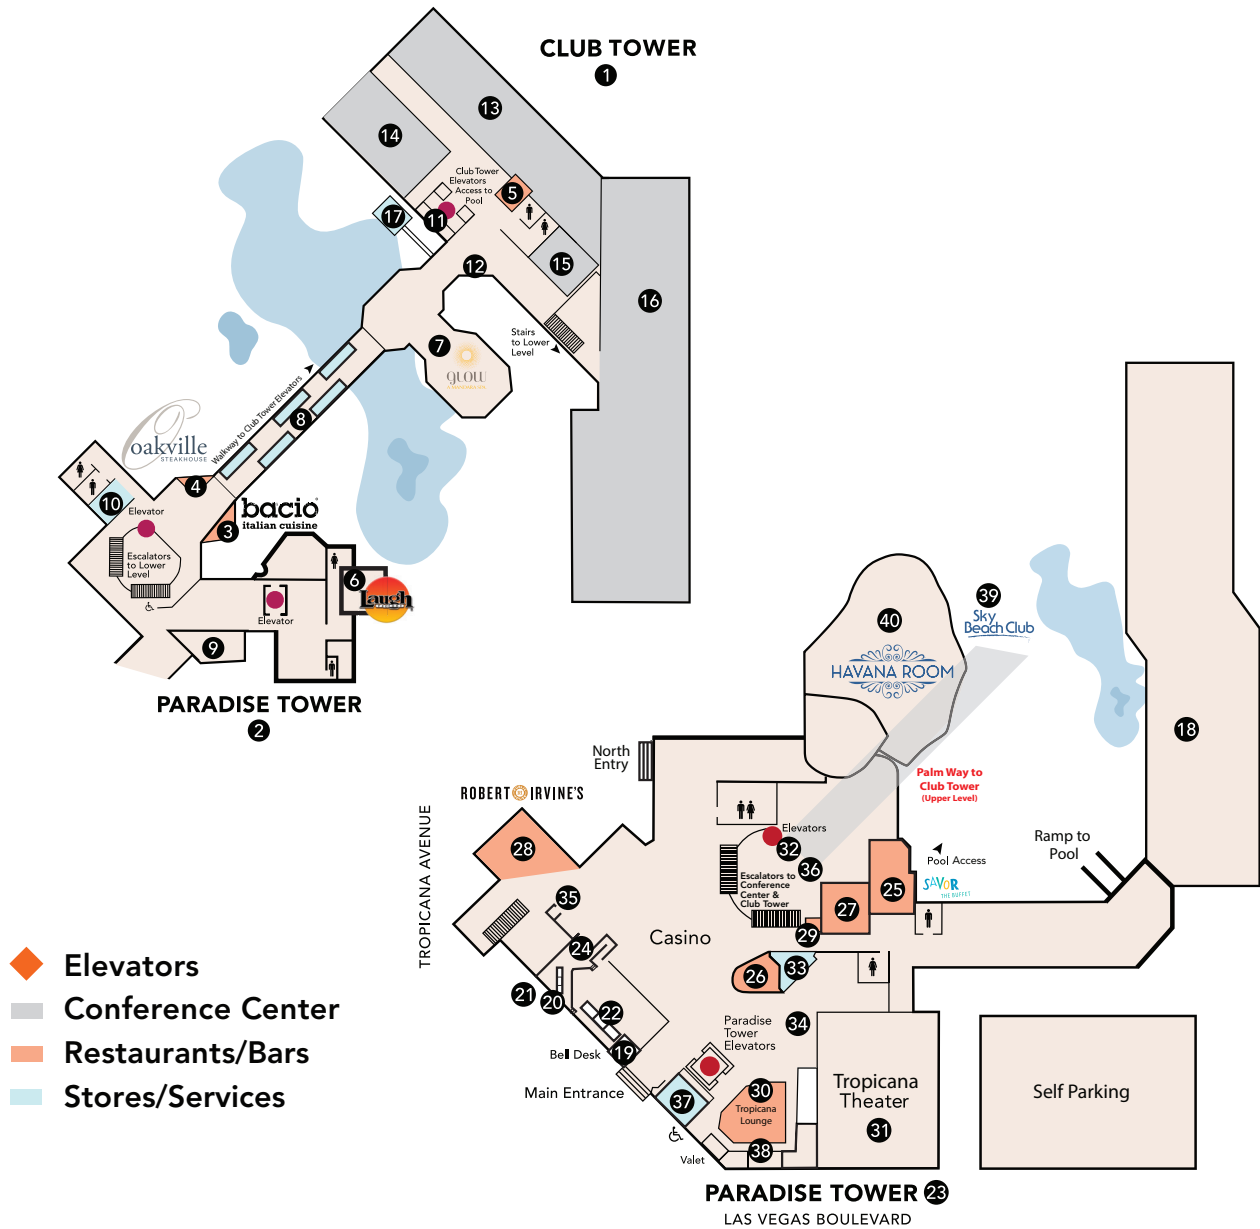 CLUB TOWER
1
13
14
Club Tower
Elevators
Access to
Pool
5
17
11
12
15
16
Stairs
to Lower
Level
7
glow
Walkway to Club Tower Elevators
8
oakville
STEAKHOUSE
4
10
Elevator
bacio
italian cuisine
3
Escalators
to Lower
Level
6
Laugh
Elevator
9
PARADISE TOWER
2
39
Sky
Beach Club
40
HAVANA ROOM
18
North
Entry
Palm Way to
Club Tower
(Upper Level)
ROBERT IRVINE'S
TROPICANA AVENUE
28
Elevators
32
36
Escalators to
Conference
Center &
Club Tower
Ramp to
Pool
Pool Access
SAVOR
THE BUFFET
25
27
29
35
Casino
24
26
33
21
20
22
34
Paradise
Tower
Elevators
Bell Desk
19
Main Entrance
37
30
Tropicana
Lounge
38
Valet
Tropicana
Theater
31
Self Parking
PARADISE TOWER 23
LAS VEGAS BOULEVARD
Elevators
Conference Center
Restaurants/Bars
Stores/Services